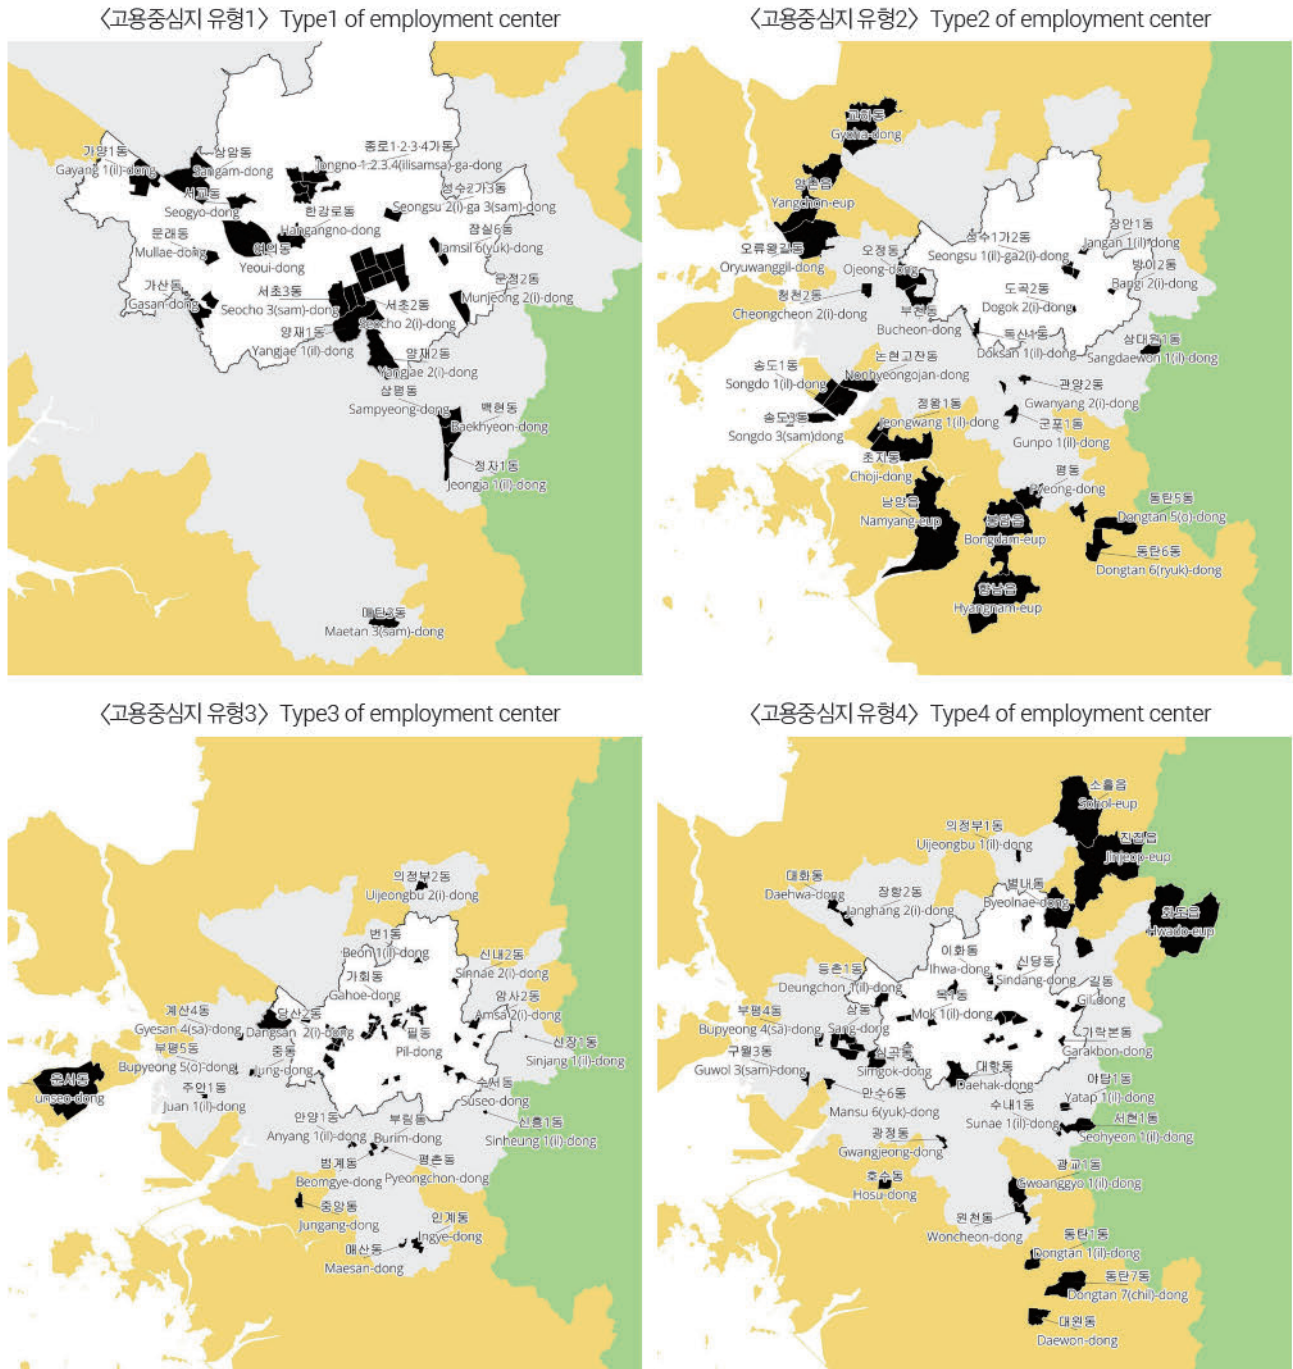 〈고용중심지 유형1〉 Type1 of employment center
가양1동
Gayang 1(il)-dong
상암동
Sangam-dong
종로1·2·3·4가동
Jongno 1.2.3.4(ilisamsa)-ga-dong
서교동
Seogyo-dong
성수2가3동
Seongsu 2(i)-ga 3(sam)-dong
한강로동
Hangangno-dong
문래동
Mullae-dong
여의동
Yeoui-dong
잠실6동
Jamsil 6(yuk)-dong
가산동
Gasan-dong
서초3동
Seocho 3(sam)-dong
서초2동
Seocho 2(i)-dong
문정2동
Munjeong 2(i)-dong
양재1동
Yangjae 1(il)-dong
양재2동
Yangjae 2(i)-dong
삼평동
Sampyeong-dong
백현동
Baekhyeon-dong
정자1동
Jeongja 1(il)-dong
매탄3동
Maetan 3(sam)-dong
〈고용중심지 유형2〉 Type2 of employment center
교하동
Gyoha-dong
양촌읍
Yangchon-eup
오류왕길동
Oryuwanggil-dong
오정동
Ojeong-dong
성수1가2동
Seongsu 1(il)-ga2(i)-dong
장안1동
Jangan 1(il)-dong
방이2동
Bangi 2(i)-dong
청천2동
Cheongcheon 2(i)-dong
부천동
Bucheon-dong
도곡2동
Dogok 2(i)-dong
독산1동
Doksan 1(il)-dong
상대원1동
Sangdaewon 1(il)-dong
송도1동
Songdo 1(il)-dong
논현고잔동
Nonhyeongojan-dong
관양2동
Gwanyang 2(i)-dong
송도3동
Songdo 3(sam)dong
정왕1동
Jeongwang 1(il)-dong
군포1동
Gunpo 1(il)-dong
초지동
Choji-dong
평동
Pyeong-dong
남양읍
Namyang-eup
봉담읍
Bongdam-eup
동탄5동
Dongtan 5(o)-dong
동탄6동
Dongtan 6(ryuk)-dong
향남읍
Hyangnam-eup
〈고용중심지 유형3〉 Type3 of employment center
의정부2동
Uijeongbu 2(i)-dong
번1동
Beon 1(il)-dong
신내2동
Sinnae 2(i)-dong
가회동
Gahoe-dong
암사2동
Amsa 2(i)-dong
계산4동
Gyesan 4(sa)-dong
당산2동
Dangsan 2(i)-dong
필동
Pil-dong
신장1동
Sinjang 1(il)-dong
부평5동
Bupyeong 5(o)-dong
중동
Jung-dong
운서동
unseo-dong
주안1동
Juan 1(il)-dong
수서동
Suseo-dong
안양1동
Anyang 1(il)-dong
부림동
Burim-dong
신흥1동
Sinheung 1(il)-dong
범계동
Beomgye-dong
평촌동
Pyeongchon-dong
중앙동
Jungang-dong
인계동
Ingye-dong
매산동
Maesan-dong
〈고용중심지 유형4〉 Type4 of employment center
소흘읍
Sohol-eup
의정부1동
Uijeongbu 1(il)-dong
진접읍
Jinjeop-eup
대화동
Daehwa-dong
장항2동
Janghang 2(i)-dong
별내동
Byeolnae-dong
화도읍
Hwado-eup
이화동
Ihwa-dong
신당동
Sindang-dong
등촌1동
Deungchon 1(il)-dong
길동
Gil-dong
목1동
Mok 1(il)-dong
부평4동
Bupyeong 4(sa)-dong
상동
Sang-dong
가락본동
Garakbon-dong
구월3동
Guwol 3(sam)-dong
심곡동
Simgok-dong
대학동
Daehak-dong
만수6동
Mansu 6(yuk)-dong
야탑1동
Yatap 1(il)-dong
수내1동
Sunae 1(il)-dong
서현1동
Seohyeon 1(il)-dong
광정동
Gwangjeong-dong
호수동
Hosu-dong
광교1동
Gwoanggyo 1(il)-dong
원천동
Woncheon-dong
동탄1동
Dongtan 1(il)-dong
동탄7동
Dongtan 7(chil)-dong
대원동
Daewon-dong